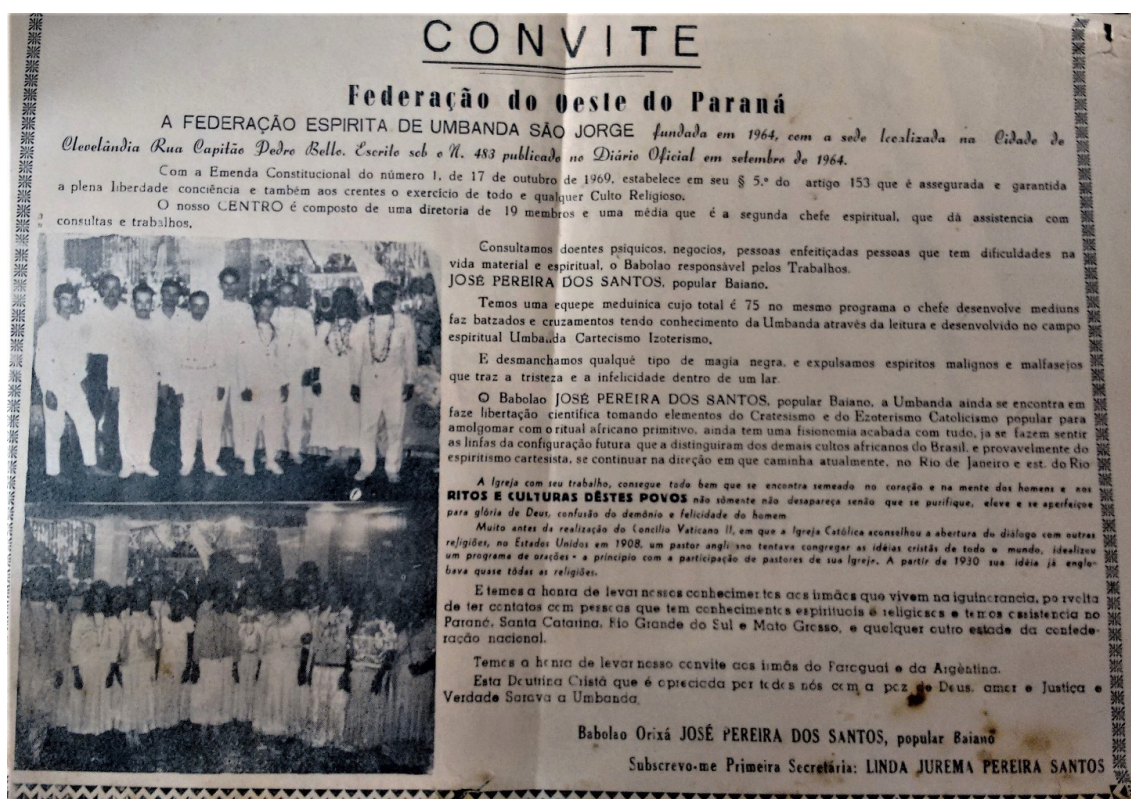 CONVITE
Federação do Oeste do Paraná
A FEDERAÇÃO ESPIRITA DE UMBANDA SÃO JORGE fundada em 1964, com a sede localizada na Cidade de
Clevelândia Rua Capitão Pedro Bello. Escrito sob o N. 483 publicado no Diário Oficial em setembro de 1964.
Com a Emenda Constitucional do número 1, de 17 de outubro de 1969, estabelece em seu § 5.º do artigo 153 que é assegurada e garantida
a plena liberdade conciência e também aos crentes o exercício de todo e qualquer Culto Religioso.
O nosso CENTRO é composto de uma diretoria de 19 membros e uma média que é a segunda chefe espiritual, que dá assistencia com
consultas e trabalhos.
Consultamos doentes psiquicos, negocios, pessoas enfeitiçadas pessoas que tem dificuldades na
vida material e espiritual, o Babolao responsável pelos Trabalhos.
JOSÉ PEREIRA DOS SANTOS, popular Baiano.
Temos uma equepe meduinica cujo total é 75 no mesmo programa o chefe desenvolve mediuns
faz batzados e cruzamentos tendo conhecimento da Umbanda através da leitura e desenvolvido no campo
espiritual Umbanda Cartecismo Izoterismo.
E desmanchamos qualquê tipo de magia negra, e expulsamos espiritos malignos e malfasejos
que traz a tristeza e a infelicidade dentro de um lar.
O Babolao JOSÉ PEREIRA DOS SANTOS, popular Baiano, a Umbanda ainda se encontra em
faze libertação cientifica tomando elementos do Cratesismo e do Ezoterismo Catolicismo popular para
amolgomar com o ritual africano primitivo, ainda tem uma fisionomia acabada com tudo, ja se fazem sentir
as linfas da configuração futura que a distinguiram dos demais cultos africanos do Brasil, e provavelmente do
espiritismo cartesista, se continuar na direção em que caminha atualmente, no Rio de Janeiro e est. do Rio
A Igreja com seu trabalho, consegue todo bem que se encontra semeado no coração e na mente dos homens e nos
RITOS E CULTURAS DÊSTES POVOS não sòmente não desapareça senão que se purifique, eleve e se aperfeiçoe
para glória de Deus, confusão do demônio e felicidade do homem
Muito antes da realização do Concílio Vaticano II, em que a Igreja Católica aconselhou a abertura do diálogo com outras
religiões, no Estados Unidos em 1908, um pastor angli ano tentava congregar as idéias cristãs de todo o mundo, idealizou
um programa de orações - a principio com a participação de pastores de sua Igreja. A partir de 1930 sua idéia já englo-
bava quase tôdas as religiões.
E temos a honra de levar nesses conhecimentos aos irmãos que vivem na iguinorancia, po rvolta
de ter contatos com pessoas que tem conhecimentos espirituois e religioses e temos assistencia no
Paraná, Santa Catarina, Rio Grande do Sul e Mato Grosso, e quelquer outro estado da confede-
ração nacional.
Temos a honra de levar nosso convite aos irmãs do Paraguai e da Argêntina.
Esta Doutrina Cristã que é apreciada por todos nós com a paz de Deus, amor e Justiça e
Verdade Sarava a Umbanda.
Babolao Orixá JOSÉ PEREIRA DOS SANTOS, popular Baiano
Subscrevo-me Primeira Secretária: LINDA JUREMA PEREIRA SANTOS